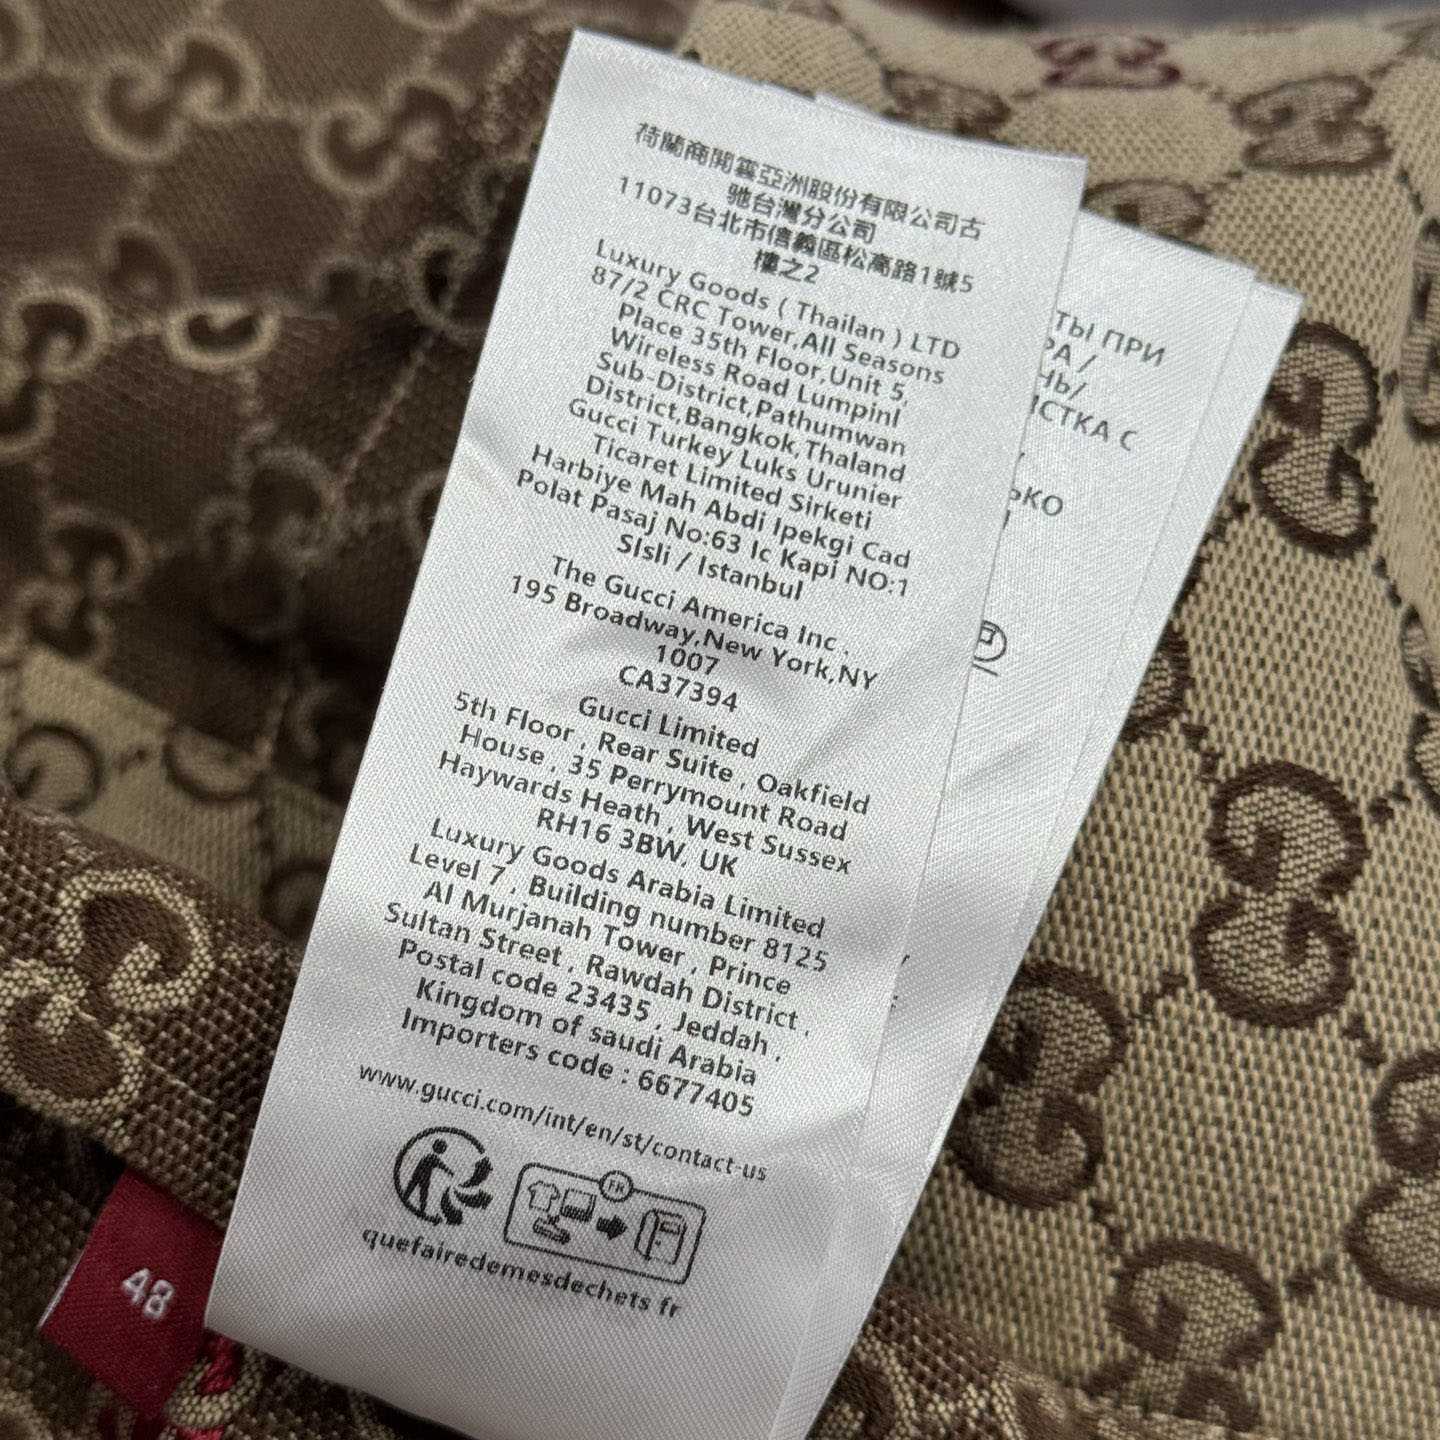 荷蘭商開雲亞洲股份有限公司古
驰台灣分公司
11073台北市信義區松高路1號5
樓之2
Luxury Goods ( Thailan ) LTD
87/2 CRC Tower,All Seasons
Place 35th Floor,Unit 5,
Wireless Road Lumpinl
Sub-District,Pathumwan
District,Bangkok,Thaland
Gucci Turkey Luks Urunier
Ticaret Limited Sirketi
Harbiye Mah Abdi Ipekgi Cad
Polat Pasaj No:63 Ic Kapi NO:1
SIsli / Istanbul
The Gucci America Inc .
195 Broadway,New York,NY
1007
CA37394
Gucci Limited
5th Floor , Rear Suite , Oakfield
House , 35 Perrymount Road
Haywards Heath , West Sussex
RH16 3BW, UK
Luxury Goods Arabia Limited
Level 7 , Building number 8125
Al Murjanah Tower , Prince
Sultan Street , Rawdah District .
Postal code 23435 , Jeddah ,
Kingdom of saudi Arabia
Importers code : 6677405
www.gucci.com/int/en/st/contact-us
FR
quefairedemesdechets fr
48
ТЫ ПРИ
РА /
НЬ/
ИСТКА С
ЬКО